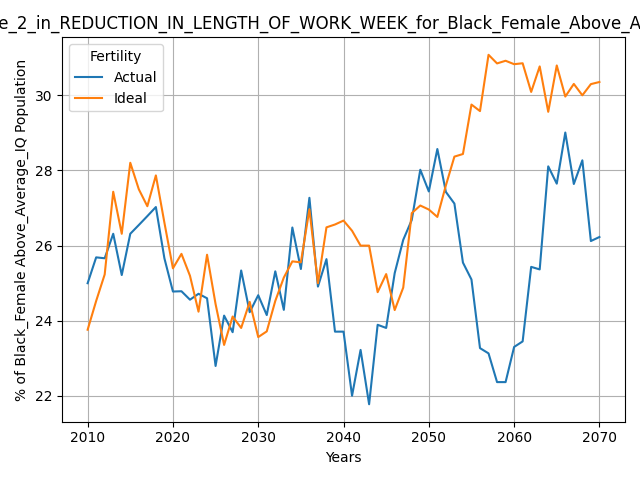 e_2_in_REDUCTION_IN_LENGTH_OF_WORK_WEEK_for_Black_Female_Above_A
Fertility
Actual
Ideal
% of Black_Female Above_Average_IQ Population
30
28
26
24
22
2010 2020 2030 2040 2050 2060 2070
Years